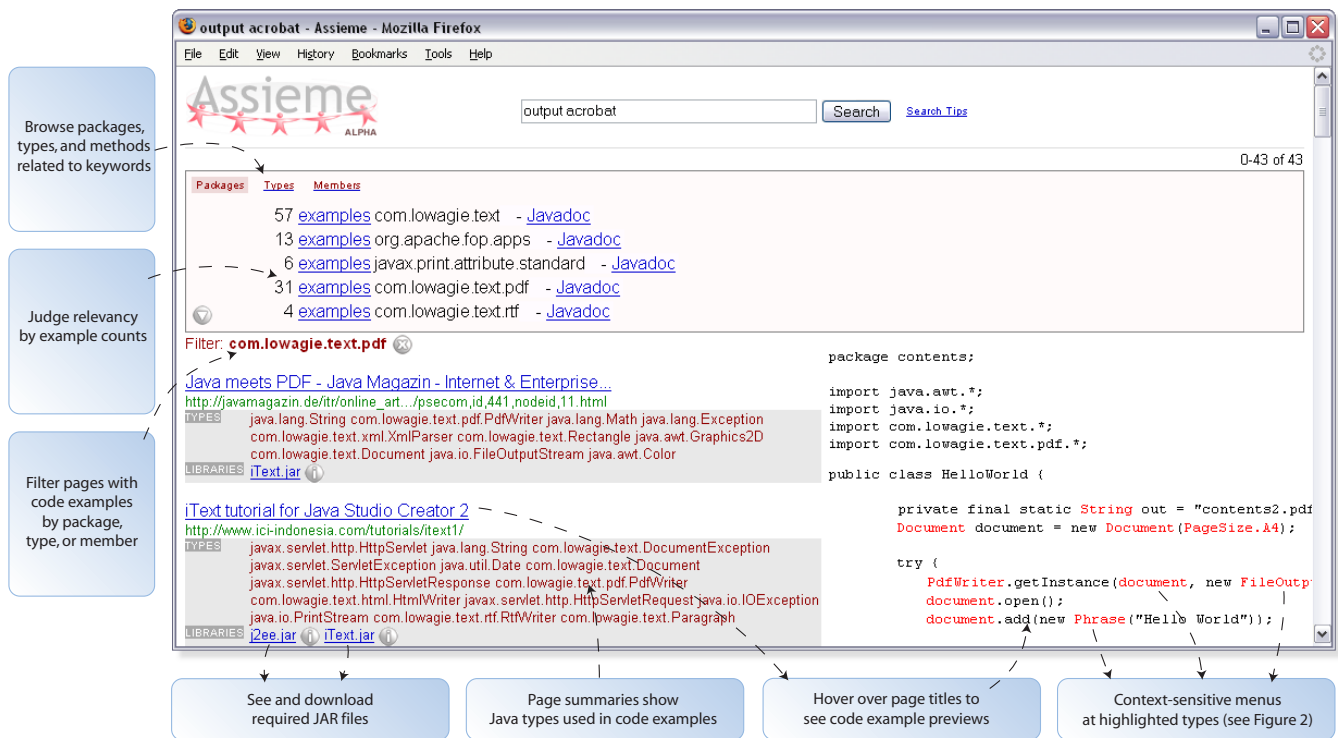 output acrobat - Assieme - Mozilla Firefox
File Edit View History Bookmarks Tools Help
Assieme
ALPHA
output acrobat
Search
Search Tips
0-43 of 43
Packages Types Members
57 examples com.lowagie.text - Javadoc
13 examples org.apache.fop.apps - Javadoc
6 examples javax.print.attribute.standard - Javadoc
31 examples com.lowagie.text.pdf - Javadoc
4 examples com.lowagie.text.rtf - Javadoc
Filter: com.lowagie.text.pdf
Java meets PDF - Java Magazin - Internet & Enterprise...
http://javamagazin.de/itr/online_art.../psecom,id,441,nodeid,11.html
TYPES
java.lang.String com.lowagie.text.pdf.PdfWriter java.lang.Math java.lang.Exception
com.lowagie.text.xml.XmlParser com.lowagie.text.Rectangle java.awt.Graphics2D
com.lowagie.text.Document java.io.FileOutputStream java.awt.Color
LIBRARIES
iText.jar
iText tutorial for Java Studio Creator 2
http://www.ici-indonesia.com/tutorials/itext1/
TYPES
javax.servlet.http.HttpServlet java.lang.String com.lowagie.text.DocumentException
javax.servlet.ServletException java.util.Date com.lowagie.text.Document
javax.servlet.http.HttpServletResponse com.lowagie.text.pdf.PdfWriter
com.lowagie.text.html.HtmlWriter javax.servlet.http.HttpServletRequest java.io.IOException
java.io.PrintStream com.lowagie.text.rtf.RtfWriter com.lowagie.text.Paragraph
LIBRARIES
j2ee.jar iText.jar
package contents;
import java.awt.*;
import java.io.*;
import com.lowagie.text.*;
import com.lowagie.text.pdf.*;
public class HelloWorld {
private final static String out = "contents2.pdf
Document document = new Document(PageSize.A4);
try {
PdfWriter.getInstance(document, new FileOutp
document.open();
document.add(new Phrase("Hello World"));
Browse packages,
types, and methods
related to keywords
Judge relevancy
by example counts
Filter pages with
code examples
by package,
type, or member
See and download
required JAR files
Page summaries show
Java types used in code examples
Hover over page titles to
see code example previews
Context-sensitive menus
at highlighted types (see Figure 2)